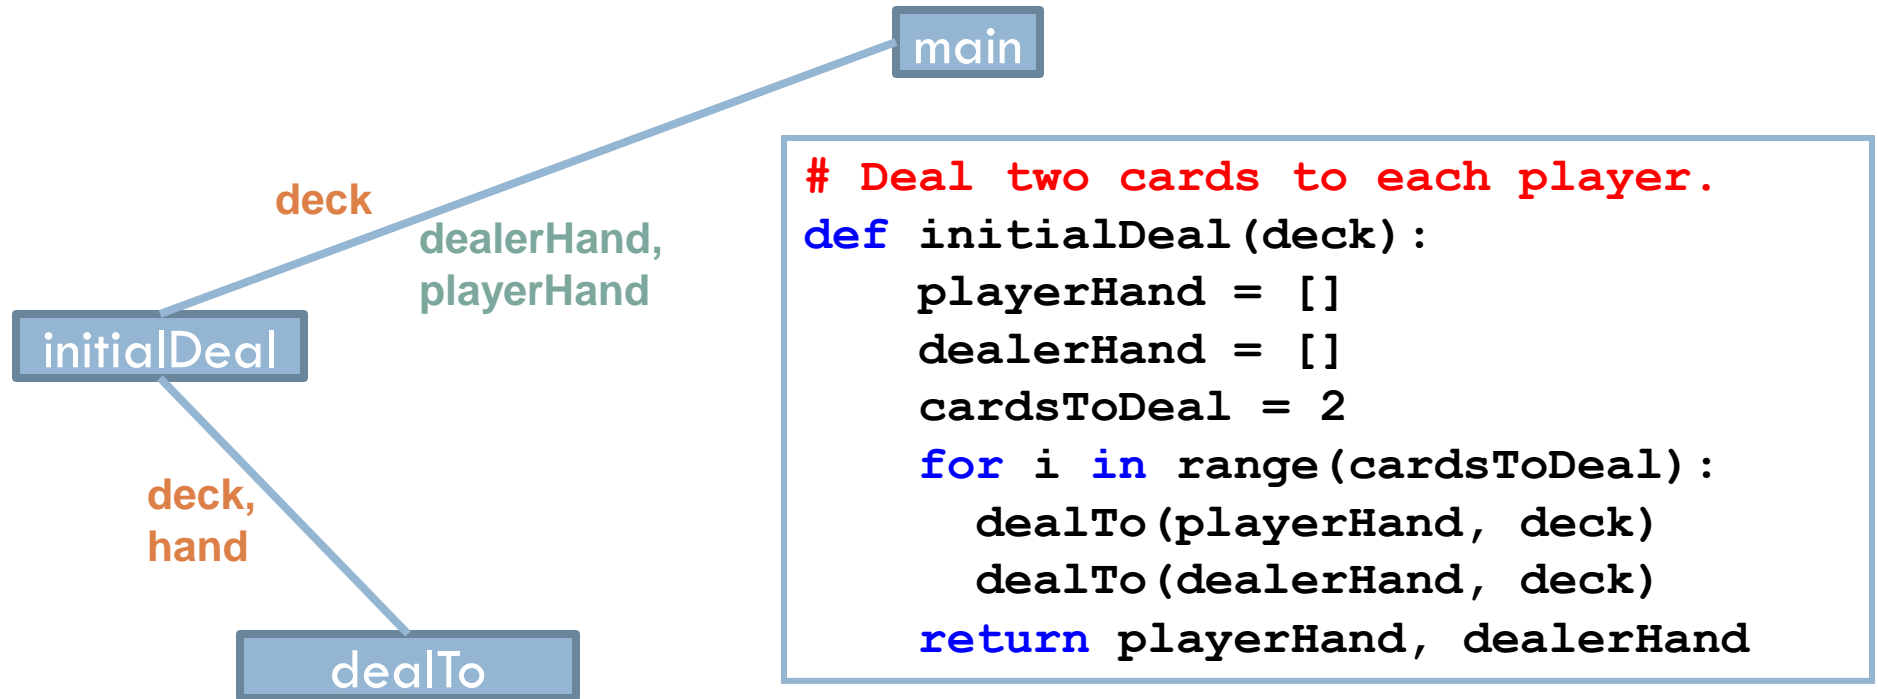 main
deck
dealerHand,
playerHand
initialDeal
deck,
hand
dealTo
# Deal two cards to each player.
def initialDeal(deck):
    playerHand = []
    dealerHand = []
    cardsToDeal = 2
    for i in range(cardsToDeal):
      dealTo(playerHand, deck)
      dealTo(dealerHand, deck)
    return playerHand, dealerHand